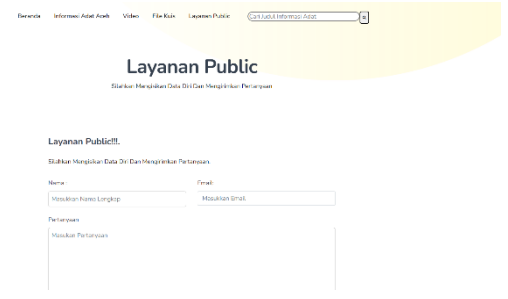 Beranda Informasi Adat Aceh Video File Kuis Layanan Public Cari Judul Informasi Adat
Layanan Public
Silahkan Mengisikan Data Diri Dan Mengirimkan Pertanyaan
Layanan Public!!!.
Silahkan Mengisikan Data Diri Dan Mengirimkan Pertanyaan
Nama : Email:
Masukkan Nama Lengkap Masukkan Email
Pertanyaan
Masukan Pertanyaan